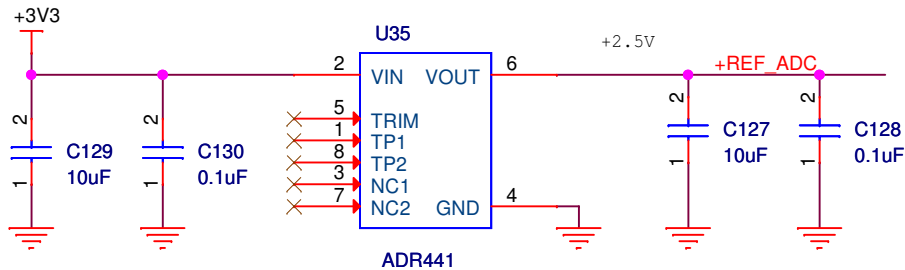 +3V3
U35
+2.5V
2 VIN VOUT 6
+REF_ADC
5 TRIM
1 TP1
8 TP2
3 NC1
7 NC2 GND 4
2 C129 10uF 1
2 C130 0.1uF 1
2 C127 10uF 1
2 C128 0.1uF 1
ADR441